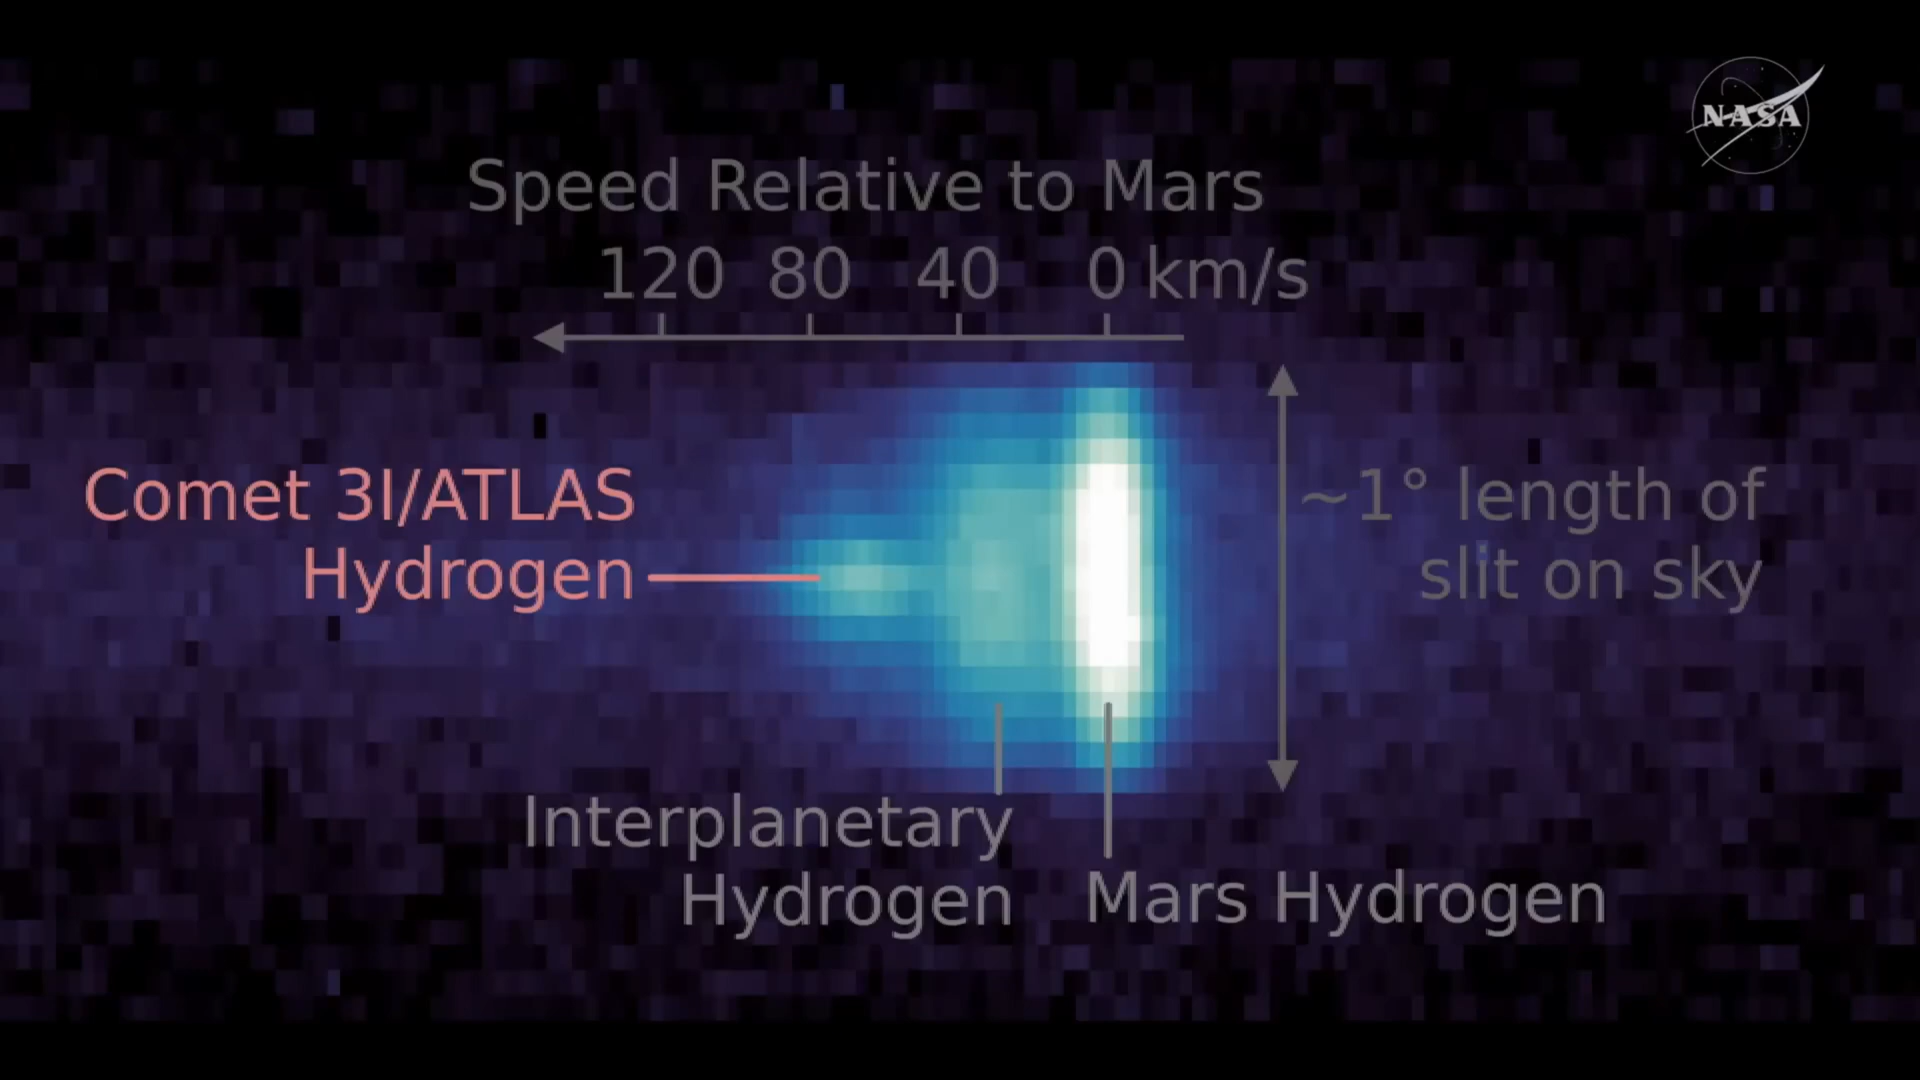 NASA
Speed Relative to Mars
120 80 40 0 km/s
Comet 3I/ATLAS
Hydrogen
~1° length of
slit on sky
Interplanetary
Hydrogen
Mars Hydrogen